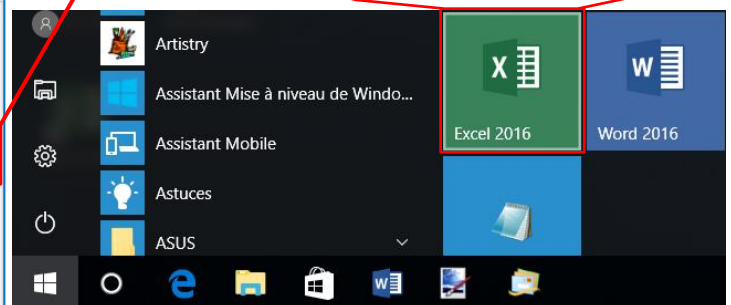 Artistry
Assistant Mise à niveau de Windo...
Assistant Mobile
Astuces
ASUS
Excel 2016
Word 2016